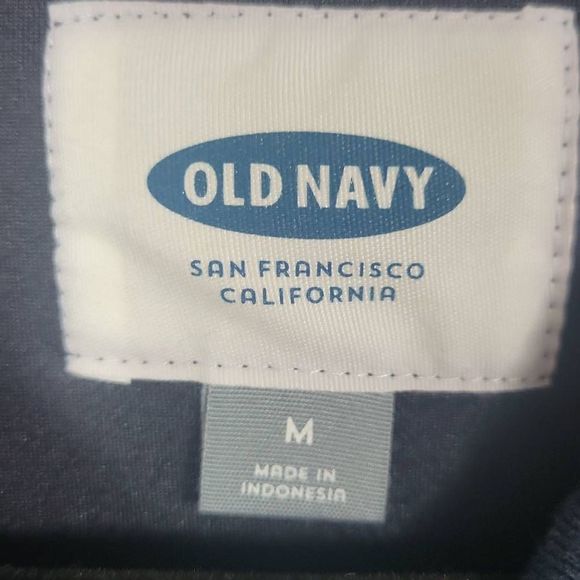 OLD NAVY
SAN FRANCISCO
CALIFORNIA
M
MADE IN
INDONESIA